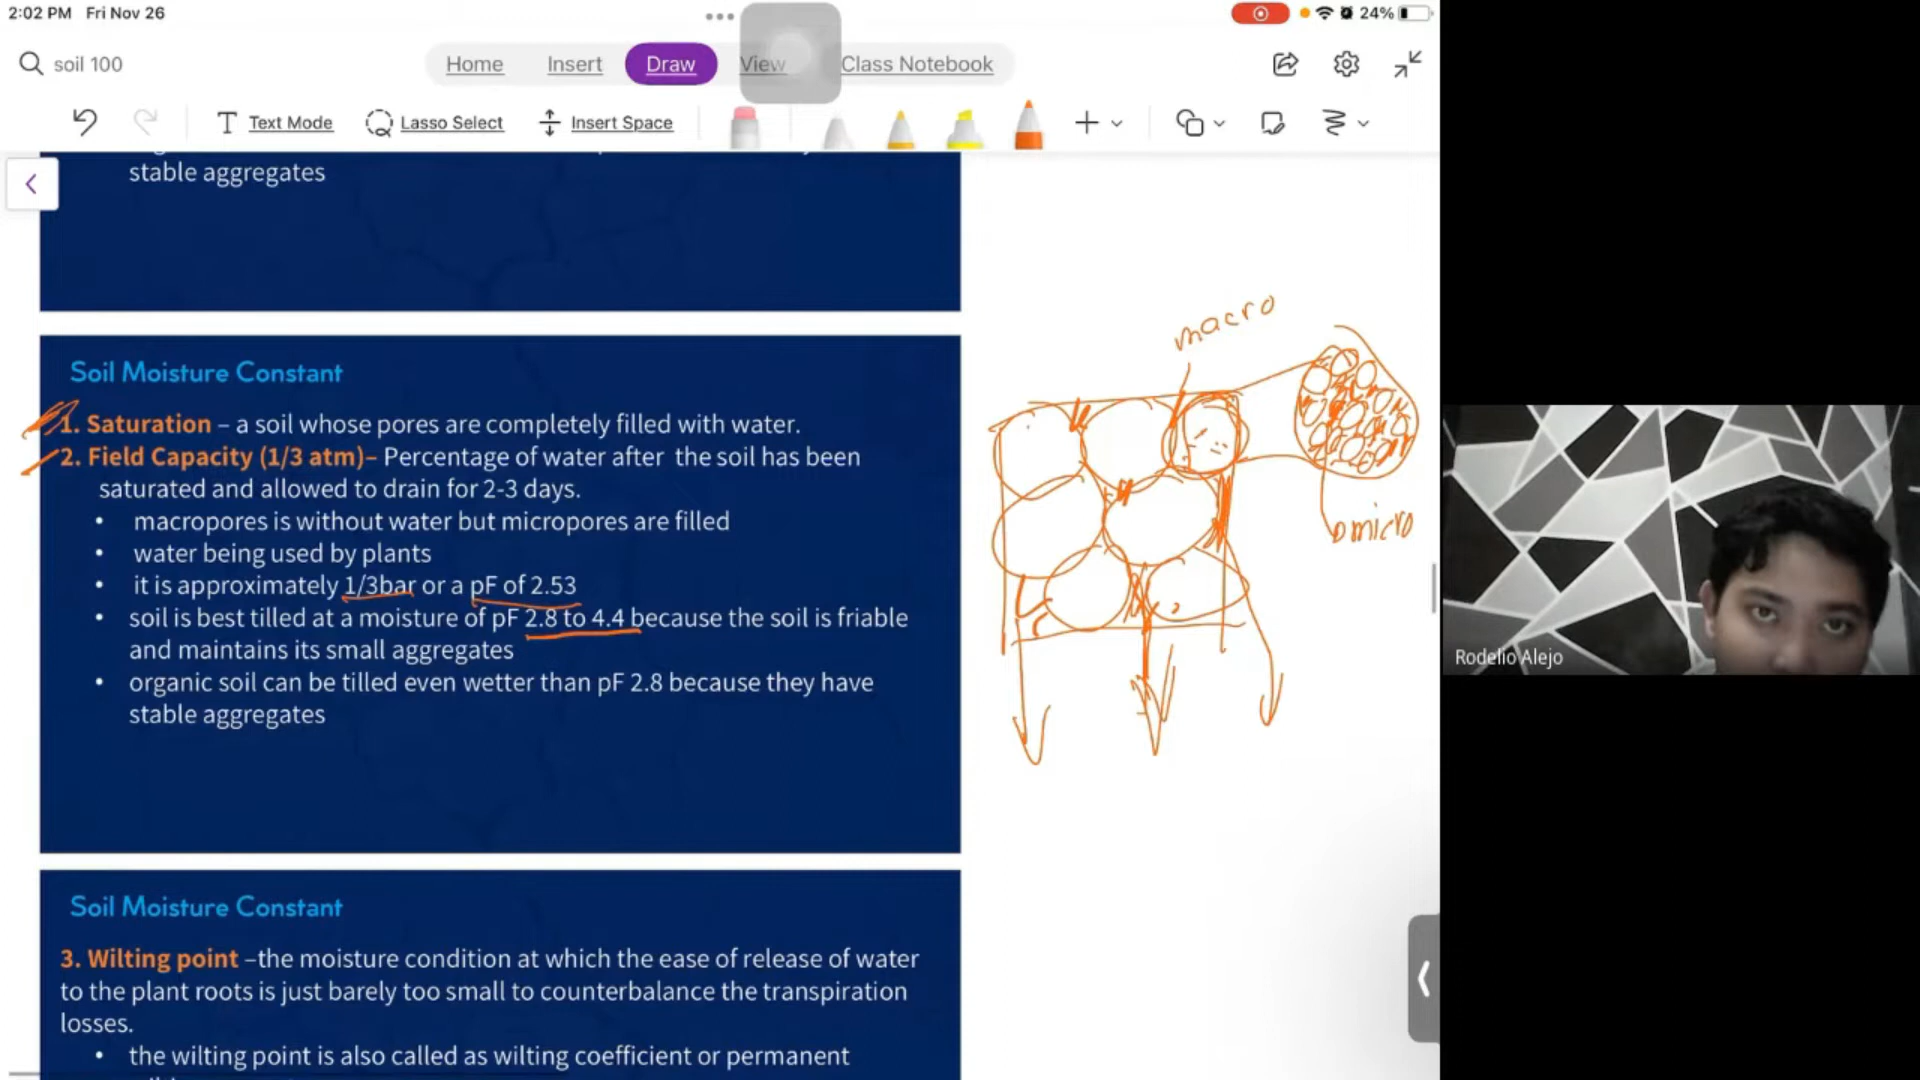 2:02 PM Fri Nov 26
24%
soil 100
Home Insert Draw View Class Notebook
Text Mode Lasso Select Insert Space
stable aggregates
Soil Moisture Constant
1. Saturation – a soil whose pores are completely filled with water.
2. Field Capacity (1/3 atm)– Percentage of water after the soil has been
saturated and allowed to drain for 2-3 days.
• macropores is without water but micropores are filled
• water being used by plants
• it is approximately 1/3bar or a pF of 2.53
• soil is best tilled at a moisture of pF 2.8 to 4.4 because the soil is friable
and maintains its small aggregates
• organic soil can be tilled even wetter than pF 2.8 because they have
stable aggregates
macro
micro
Rodelio Alejo
Soil Moisture Constant
3. Wilting point –the moisture condition at which the ease of release of water
to the plant roots is just barely too small to counterbalance the transpiration
losses.
• the wilting point is also called as wilting coefficient or permanent